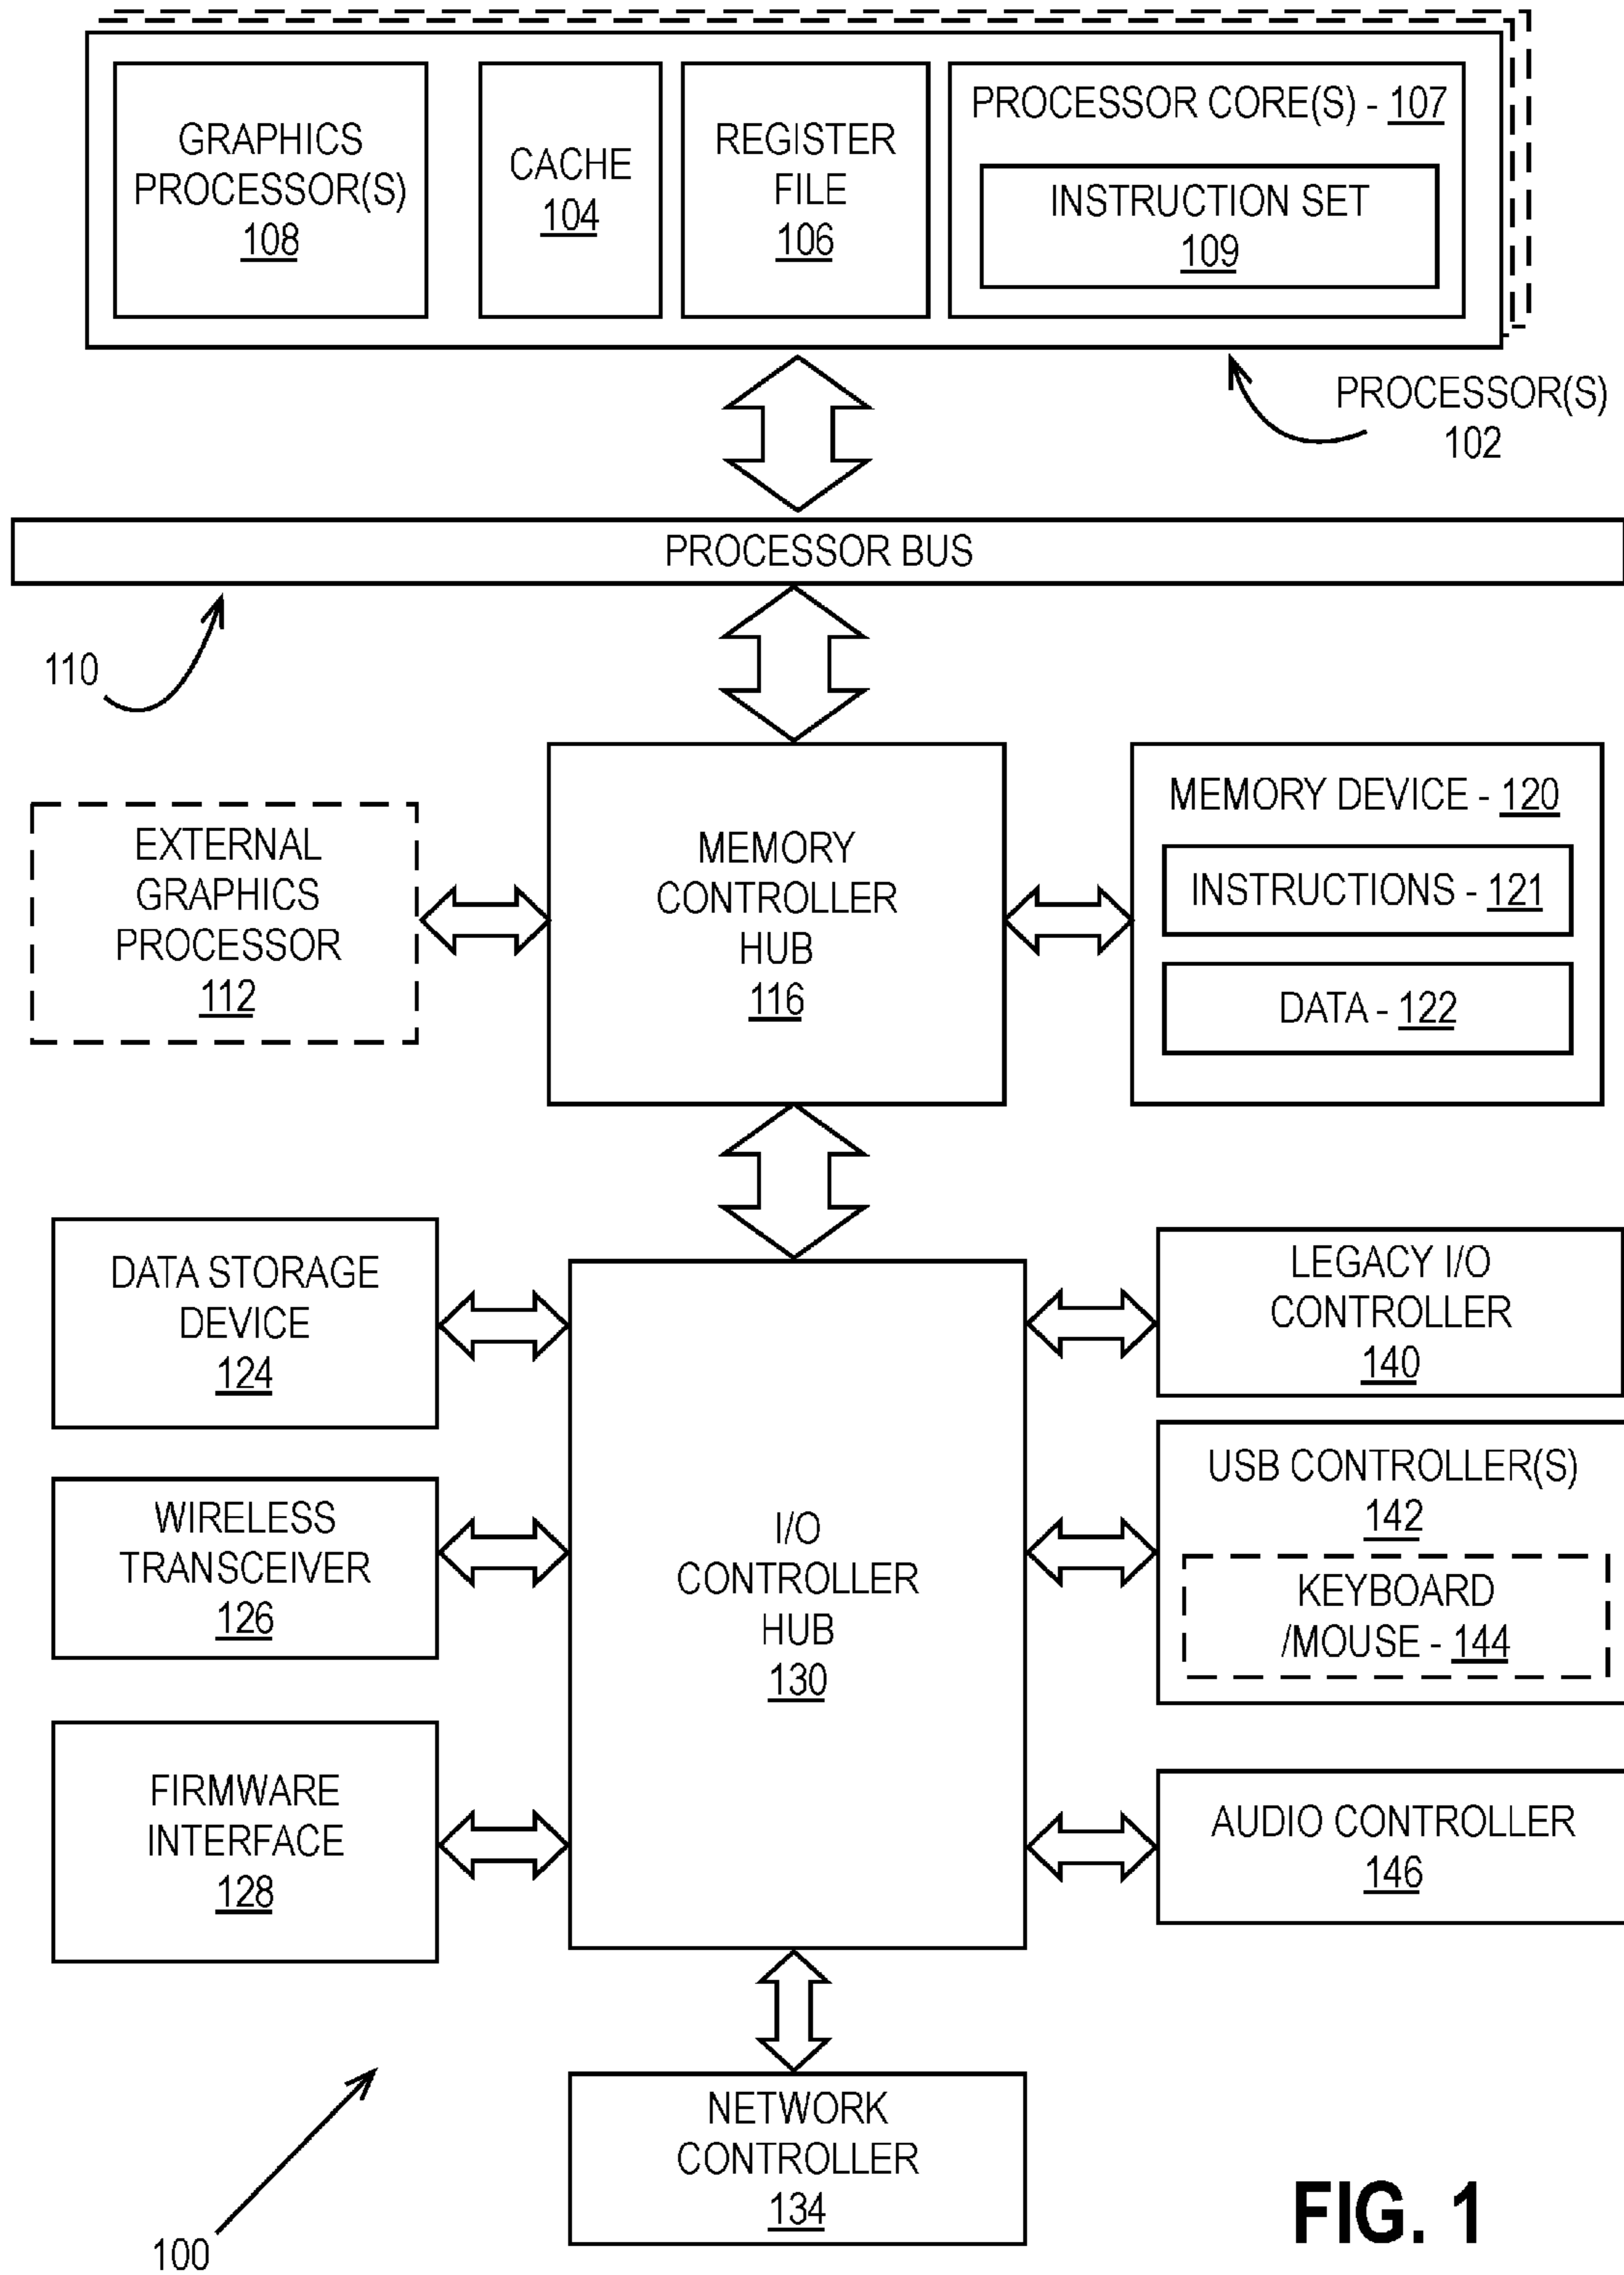 GRAPHICS
PROCESSOR(S)
108
CACHE
104
REGISTER
FILE
106
PROCESSOR CORE(S) - 107
INSTRUCTION SET
109
PROCESSOR(S)
102
PROCESSOR BUS
110
EXTERNAL
GRAPHICS
PROCESSOR
112
MEMORY
CONTROLLER
HUB
116
MEMORY DEVICE - 120
INSTRUCTIONS - 121
DATA - 122
DATA STORAGE
DEVICE
124
WIRELESS
TRANSCEIVER
126
FIRMWARE
INTERFACE
128
I/O
CONTROLLER
HUB
130
LEGACY I/O
CONTROLLER
140
USB CONTROLLER(S)
142
KEYBOARD
/MOUSE - 144
AUDIO CONTROLLER
146
NETWORK
CONTROLLER
134
100
FIG. 1